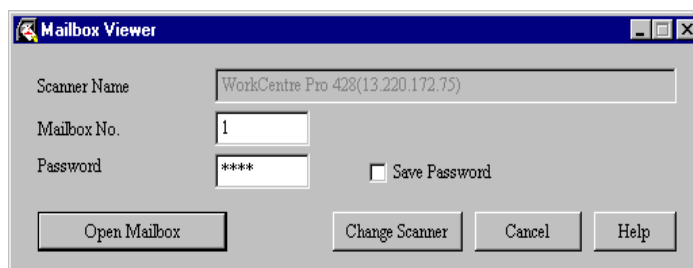 Mailbox Viewer
Scanner Name WorkCentre Pro 428(13.220.172.75)
Mailbox No. 1
Password **** Save Password
Open Mailbox Change Scanner Cancel Help